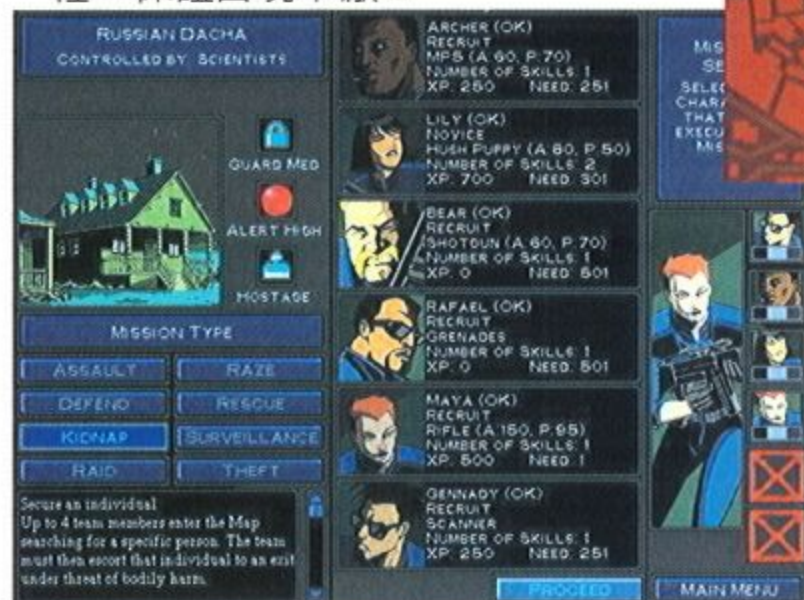 RUSSIAN DACHA
CONTROLLED BY SCIENTISTS
GUARD MED
ALERT HIGH
HOSTAGE
MISSION TYPE
ASSAULT
RAZE
DEFEND
RESCUE
KIDNAP
SURVEILLANCE
RAID
THEFT
Secure an individual
Up to 4 team members enter the Map
searching for a specific person. The team
must then escort that individual to an exit
under threat of bodily harm.
ARCHER (OK)
RECRUIT
MP5 (A 60, P.70)
NUMBER OF SKILLS: 1
XP: 250 NEED: 251
LILY (OK)
NOVICE
HUSH PUPPY (A 80, P.50)
NUMBER OF SKILLS: 2
XP: 700 NEED: 301
BEAR (OK)
RECRUIT
SHOTGUN (A 60, P.70)
NUMBER OF SKILLS: 1
XP: 0 NEED: 501
RAFAEL (OK)
RECRUIT
GRENADES
NUMBER OF SKILLS: 1
XP: 0 NEED: 501
MAYA (OK)
RECRUIT
RIFLE (A 150, P.95)
NUMBER OF SKILLS: 1
XP: 500 NEED: 1
GENNADY (OK)
RECRUIT
SCANNER
NUMBER OF SKILLS: 1
XP: 250 NEED: 251
PROCEED
MAIN MENU